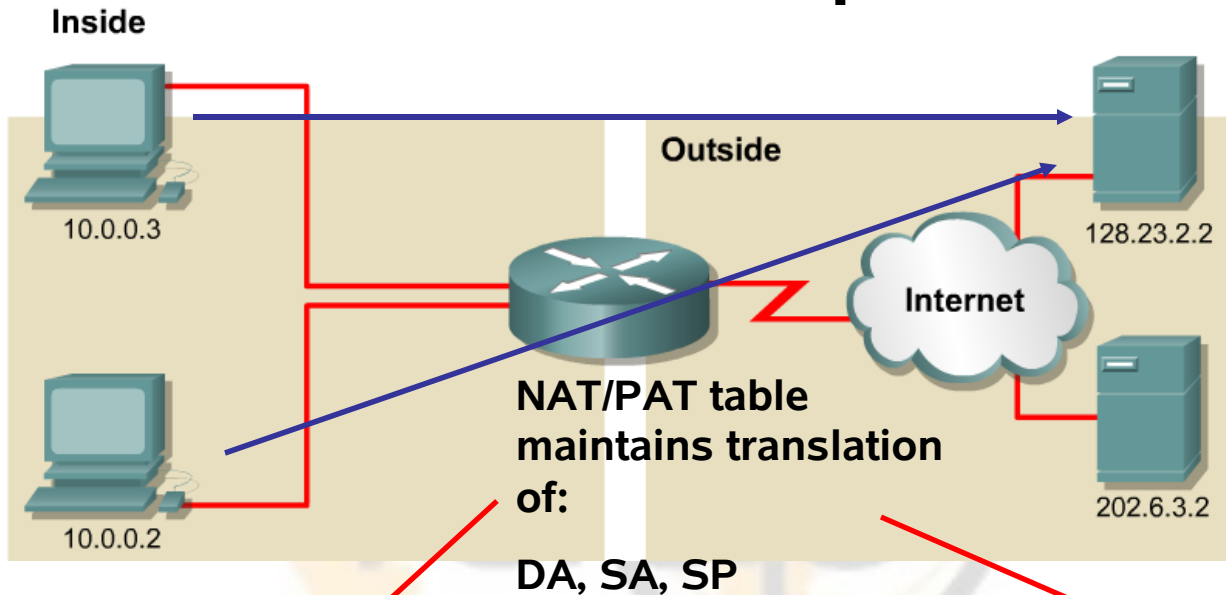 Inside
Outside
10.0.0.3
128.23.2.2
Internet
NAT/PAT table
maintains translation
of:
10.0.0.2
202.6.3.2
DA, SA, SP